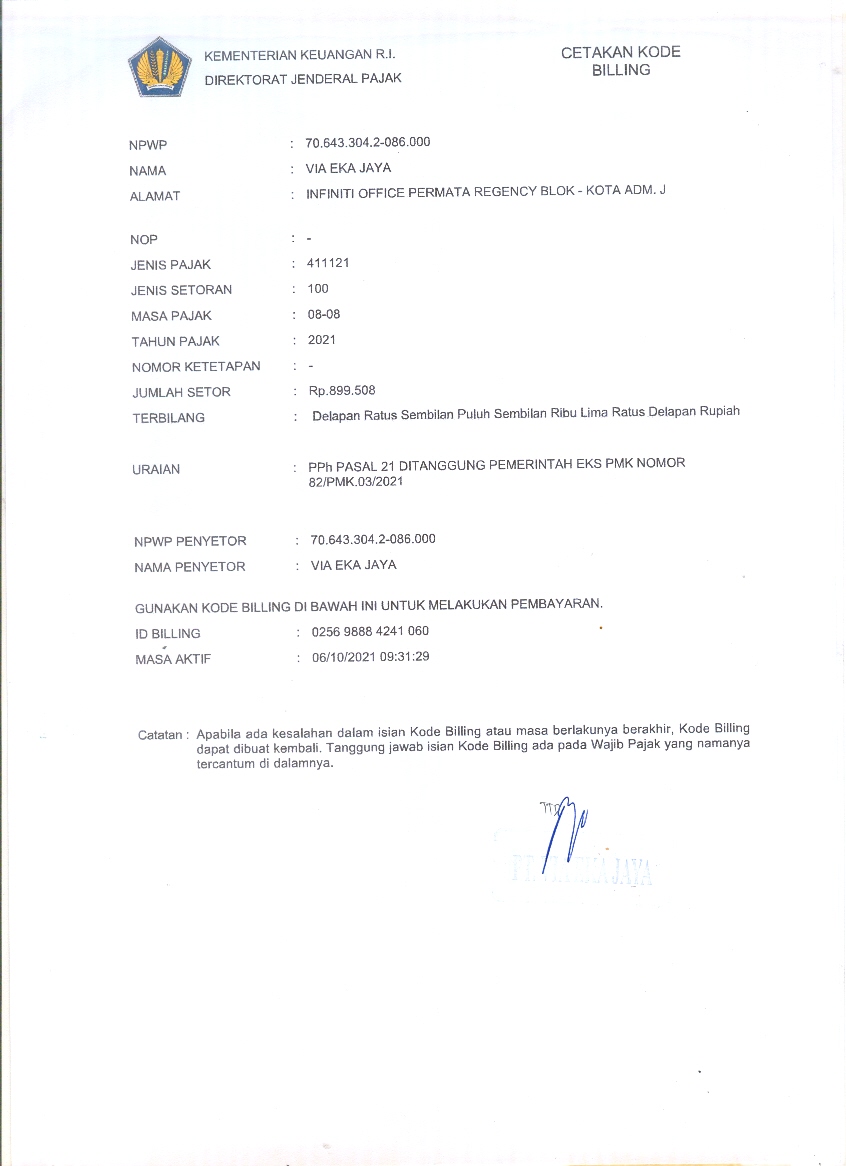 KEMENTERIAN KEUANGAN R.I.
DIREKTORAT JENDERAL PAJAK
CETAKAN KODE
BILLING
NPWP : 70.643.304.2-086.000
NAMA : VIA EKA JAYA
ALAMAT : INFINITI OFFICE PERMATA REGENCY BLOK - KOTA ADM. J
NOP : -
JENIS PAJAK : 411121
JENIS SETORAN : 100
MASA PAJAK : 08-08
TAHUN PAJAK : 2021
NOMOR KETETAPAN : -
JUMLAH SETOR : Rp.899.508
TERBILANG : Delapan Ratus Sembilan Puluh Sembilan Ribu Lima Ratus Delapan Rupiah
URAIAN : PPh PASAL 21 DITANGGUNG PEMERINTAH EKS PMK NOMOR
82/PMK.03/2021
NPWP PENYETOR : 70.643.304.2-086.000
NAMA PENYETOR : VIA EKA JAYA
GUNAKAN KODE BILLING DI BAWAH INI UNTUK MELAKUKAN PEMBAYARAN.
ID BILLING : 0256 9888 4241 060
MASA AKTIF : 06/10/2021 09:31:29
Catatan : Apabila ada kesalahan dalam isian Kode Billing atau masa berlakunya berakhir, Kode Billing
dapat dibuat kembali. Tanggung jawab isian Kode Billing ada pada Wajib Pajak yang namanya
tercantum di dalamnya.
TTD
JAYA